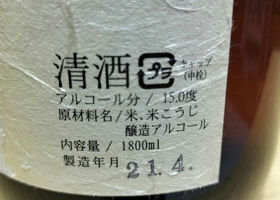 清酒 プラ キャップ
(中栓)
アルコール分 / 15.0度
原材料名/米、米こうじ
醸造アルコール
内容量 / 1800ml
製造年月 21.4.